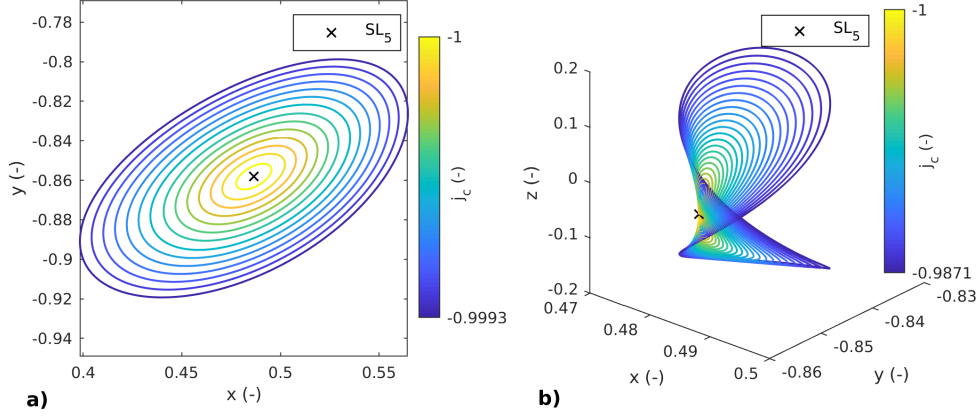 -0.78
-0.8
-0.82
-0.84
-0.86
-0.88
-0.9
-0.92
-0.94
y (-)
0.4
0.45
0.5
0.55
x (-)
SL5
-1
-0.9993
jc (-)
a)
0.2
0.1
0
-0.1
-0.2
z (-)
0.47
0.48
0.49
0.5
x (-)
-0.86
-0.85
-0.84
-0.83
y (-)
SL5
-1
-0.9871
jc (-)
b)